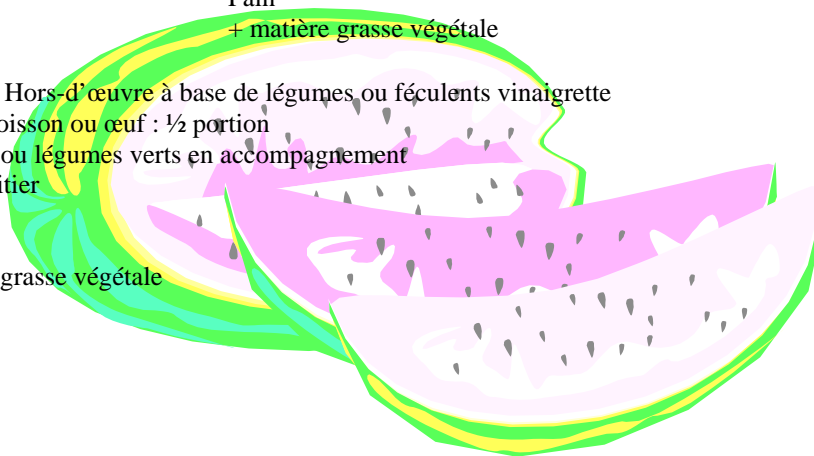 + matière grasse végétale
Hors-d’œuvre à base de légumes ou féculents vinaigrette
oisson ou œuf : ½ portion
ou légumes verts en accompagnement
itier
grasse végétale